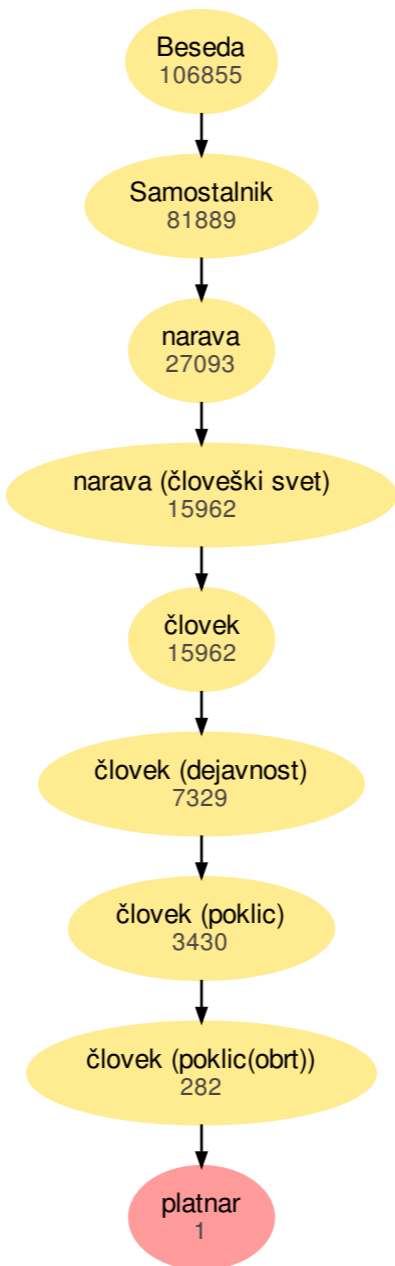 Beseda
106855
Samostalnik
81889
narava
27093
narava (človeški svet)
15962
človek
15962
človek (dejavnost)
7329
človek (poklic)
3430
človek (poklic(obrt))
282
platnar
1